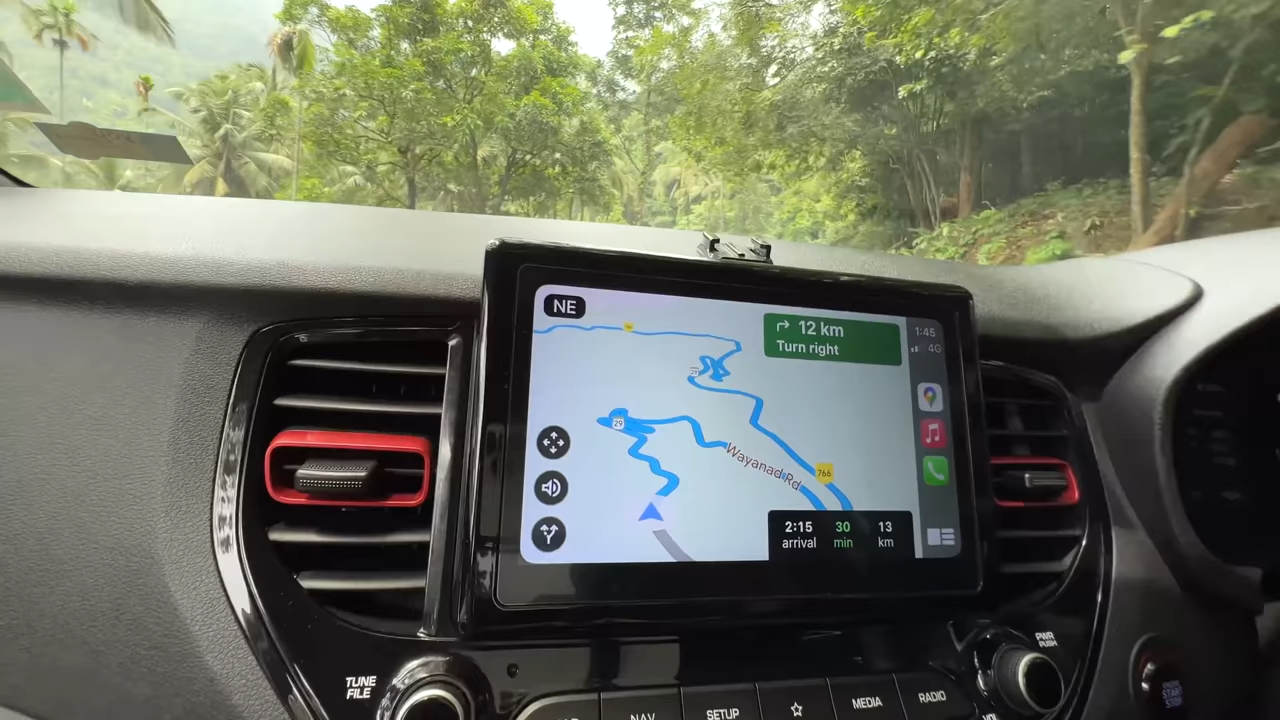 NE
12 km
Turn right
1:45
4G
29
29
Wayanad Rd
766
2:15 30 13
arrival min km
TUNE
FILE
PWR
PUSH
NAV
SETUP
MEDIA
RADIO
VOL
START
STOP